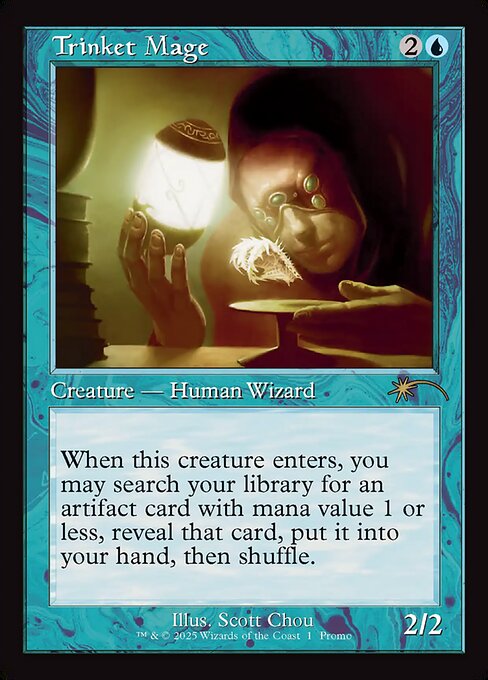 Trinket Mage 2
Creature — Human Wizard
When this creature enters, you
may search your library for an
artifact card with mana value 1 or
less, reveal that card, put it into
your hand, then shuffle.
Illus. Scott Chou
™ & © 2025 Wizards of the Coast 1 Promo
2/2